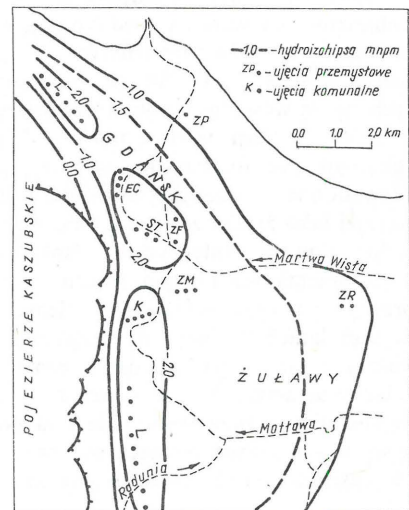 -1,0- -hydroizohipsa mnpm
ZP • -ujęcia przemysłowe
K • -ujęcia komunalne
0.0 1.0 2,0 km
-1.0
-1.5
L
-2.0
-1.0
0.0
ZP
GDAŃSK
EC
ST
ZF
-2.0
Martwa Wisła
ZM
ZR
K
-2.0
ŻUŁAWY
L
Motława
Radunia
POJEZIERZE KASZUBSKIE